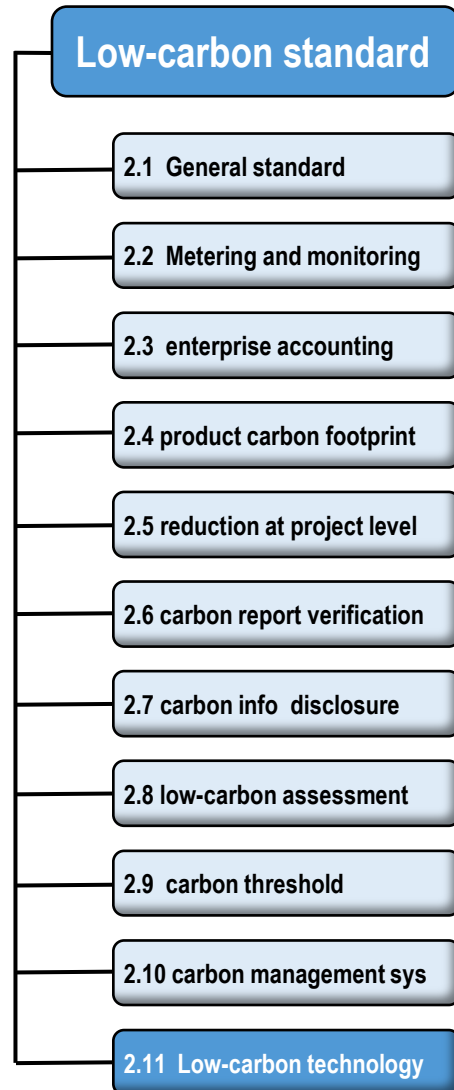 Low-carbon standard
2.1 General standard
2.2 Metering and monitoring
2.3 enterprise accounting
2.4 product carbon footprint
2.5 reduction at project level
2.6 carbon report verification
2.7 carbon info disclosure
2.8 low-carbon assessment
2.9 carbon threshold
2.10 carbon management sys
2.11 Low-carbon technology